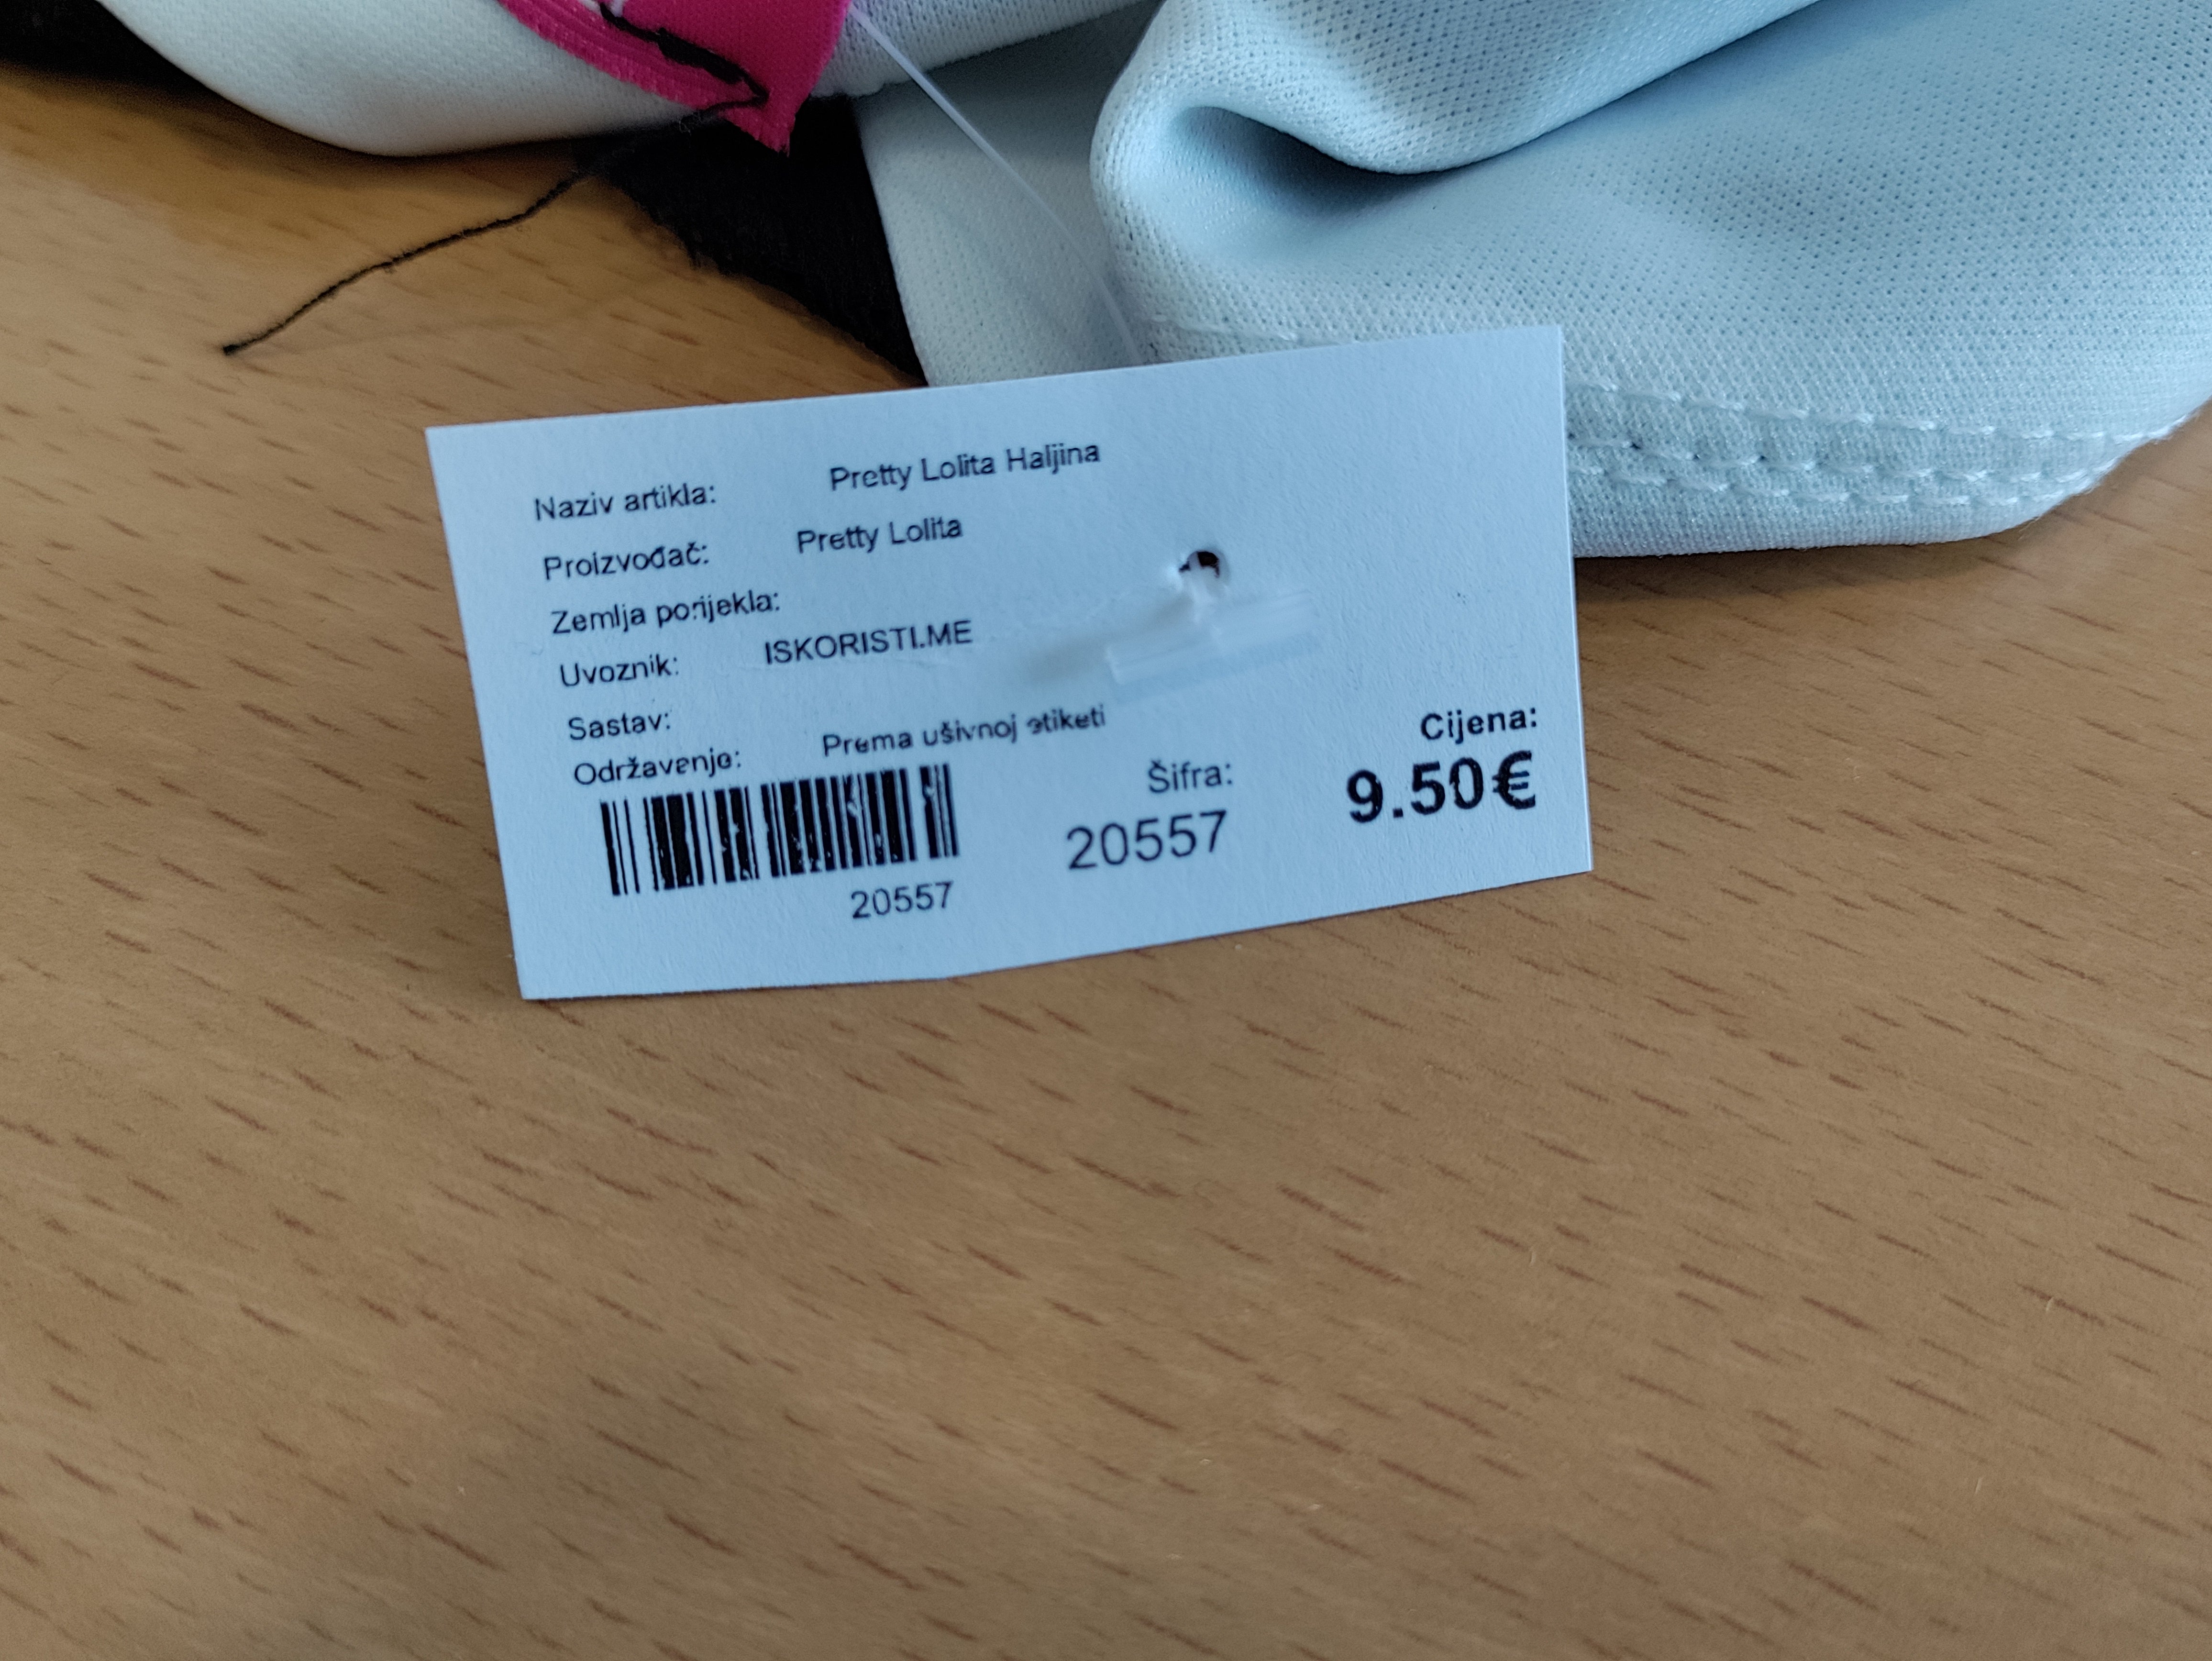 Naziv artikla: Pretty Lolita Haljina
Proizvođač: Pretty Lolita
Zemlja porijekla:
Uvoznik: ISKORISTI.ME
Sastav:
Održavanje: Prema ušivnoj etiketi
Šifra: Cijena:
20557 9.50€
20557